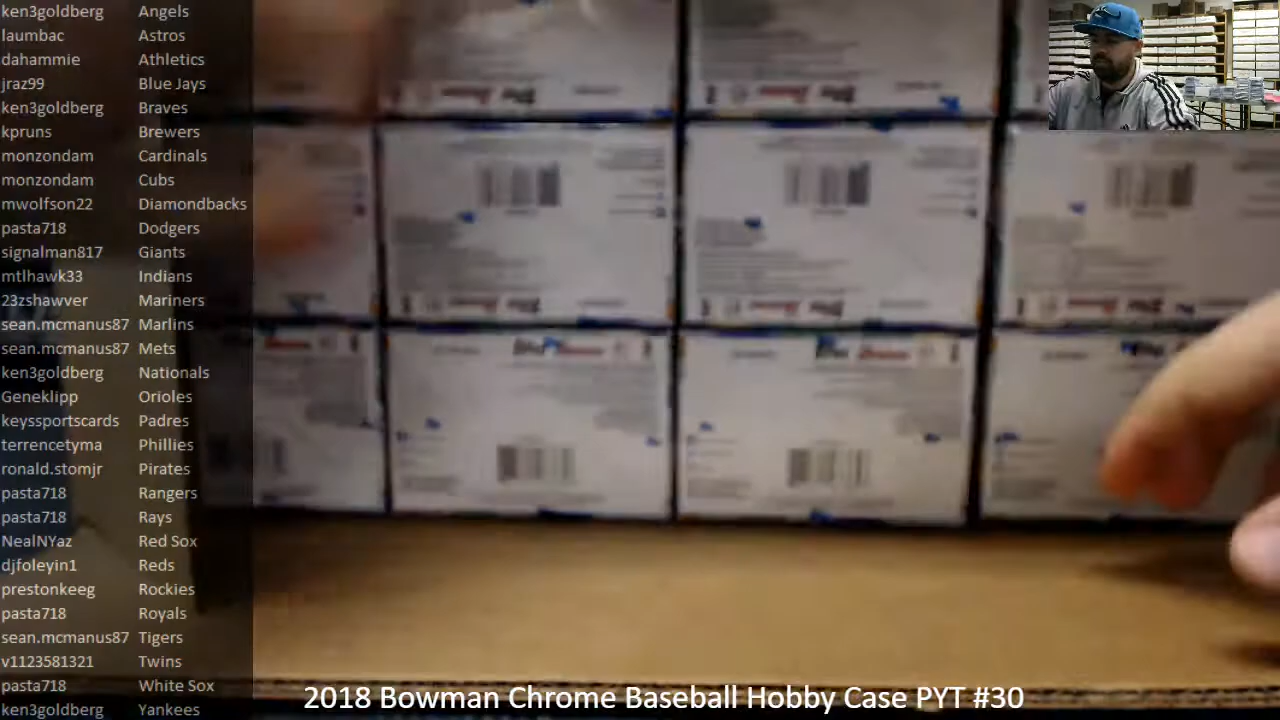 ken3goldberg Angels
laumbac Astros
dahammie Athletics
jraz99 Blue Jays
ken3goldberg Braves
kpruns Brewers
monzondam Cardinals
monzondam Cubs
mwolfson22 Diamondbacks
pasta718 Dodgers
signalman817 Giants
mtlhawk33 Indians
23zshawver Mariners
sean.mcmanus87 Marlins
sean.mcmanus87 Mets
ken3goldberg Nationals
Geneklipp Orioles
keyssportscards Padres
terrencetyma Phillies
ronald.stomjr Pirates
pasta718 Rangers
pasta718 Rays
NealNYaz Red Sox
djfoleyin1 Reds
prestonkeeg Rockies
pasta718 Royals
sean.mcmanus87 Tigers
v1123581321 Twins
pasta718 White Sox
ken3goldberg Yankees
2018 Bowman Chrome Baseball Hobby Case PYT #30